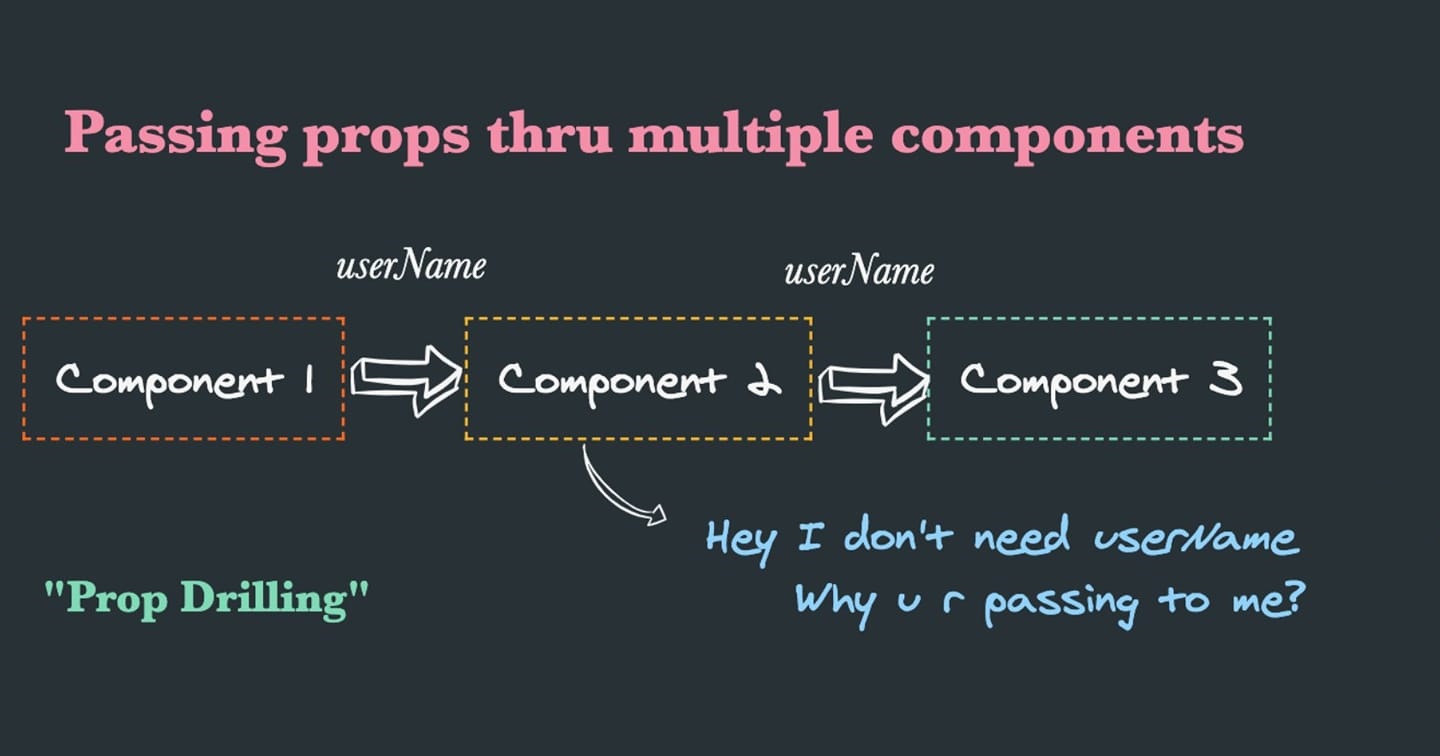 Passing props thru multiple components
userName
userName
Component 1
Component 2
Component 3
Hey I don't need userName
Why u r passing to me?
"Prop Drilling"